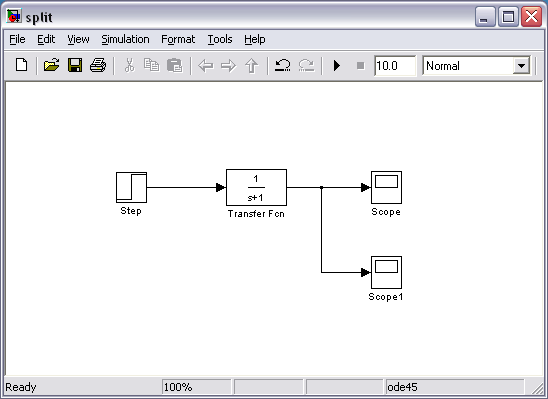 split
File Edit View Simulation Format Tools Help
10.0 Normal
1
s+1
Step
Transfer Fcn
Scope
Scope1
Ready 100% ode45